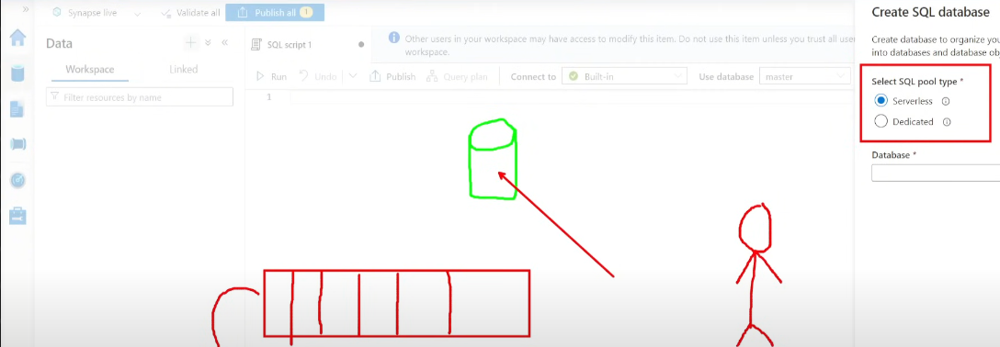 Synapse live
Validate all
Publish all 1
Data
Workspace
Linked
Filter resources by name
SQL script 1
Other users in your workspace may have access to modify this item. Do not use this item unless you trust all
workspace.
Run
Undo
Publish
Query plan
Connect to
Built-in
Use database
master
1
Create SQL database
Create database to organize
into databases and database
Select SQL pool type *
Serverless
Dedicated
Database *